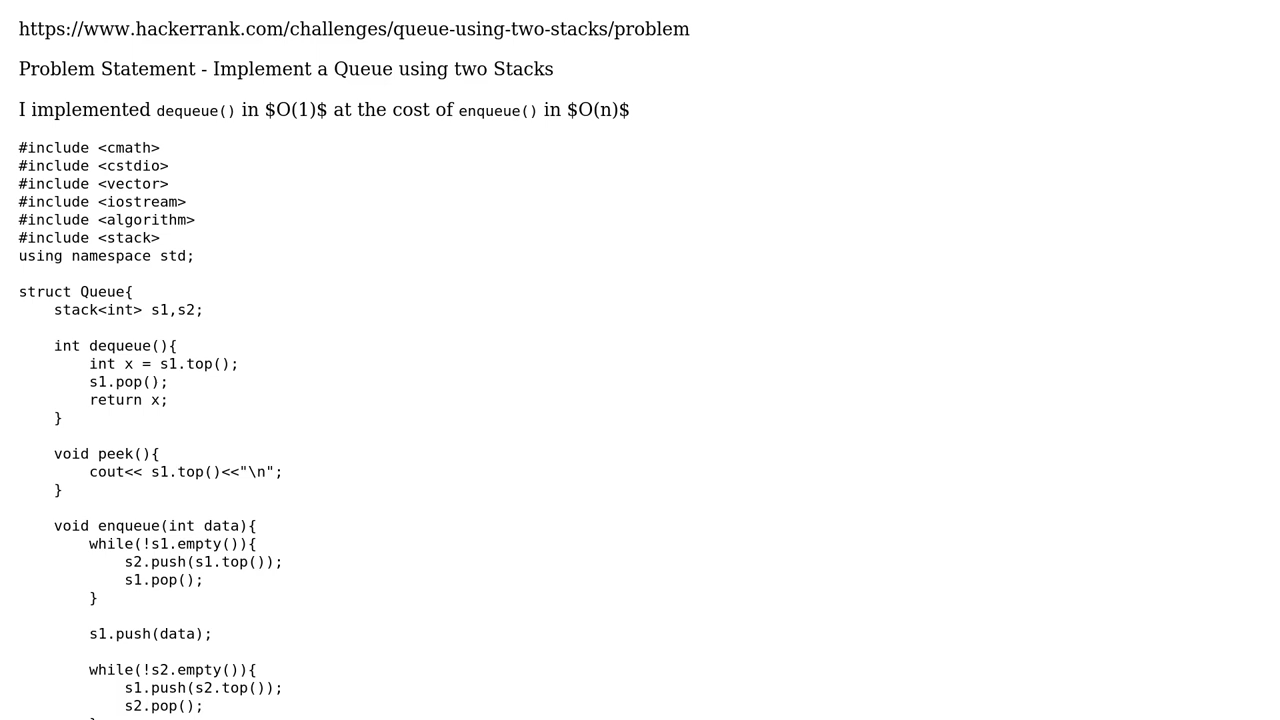 https://www.hackerrank.com/challenges/queue-using-two-stacks/problem
Problem Statement - Implement a Queue using two Stacks
I implemented dequeue() in $O(1)$ at the cost of enqueue() in $O(n)$
#include <cmath>
#include <cstdio>
#include <vector>
#include <iostream>
#include <algorithm>
#include <stack>
using namespace std;
struct Queue{
    stack<int> s1,s2;
    int dequeue(){
        int x = s1.top();
        s1.pop();
        return x;
    }
    void peek(){
        cout<< s1.top()<<"\n";
    }
    void enqueue(int data){
        while(!s1.empty()){
            s2.push(s1.top());
            s1.pop();
        }
        s1.push(data);
        while(!s2.empty()){
            s1.push(s2.top());
            s2.pop();